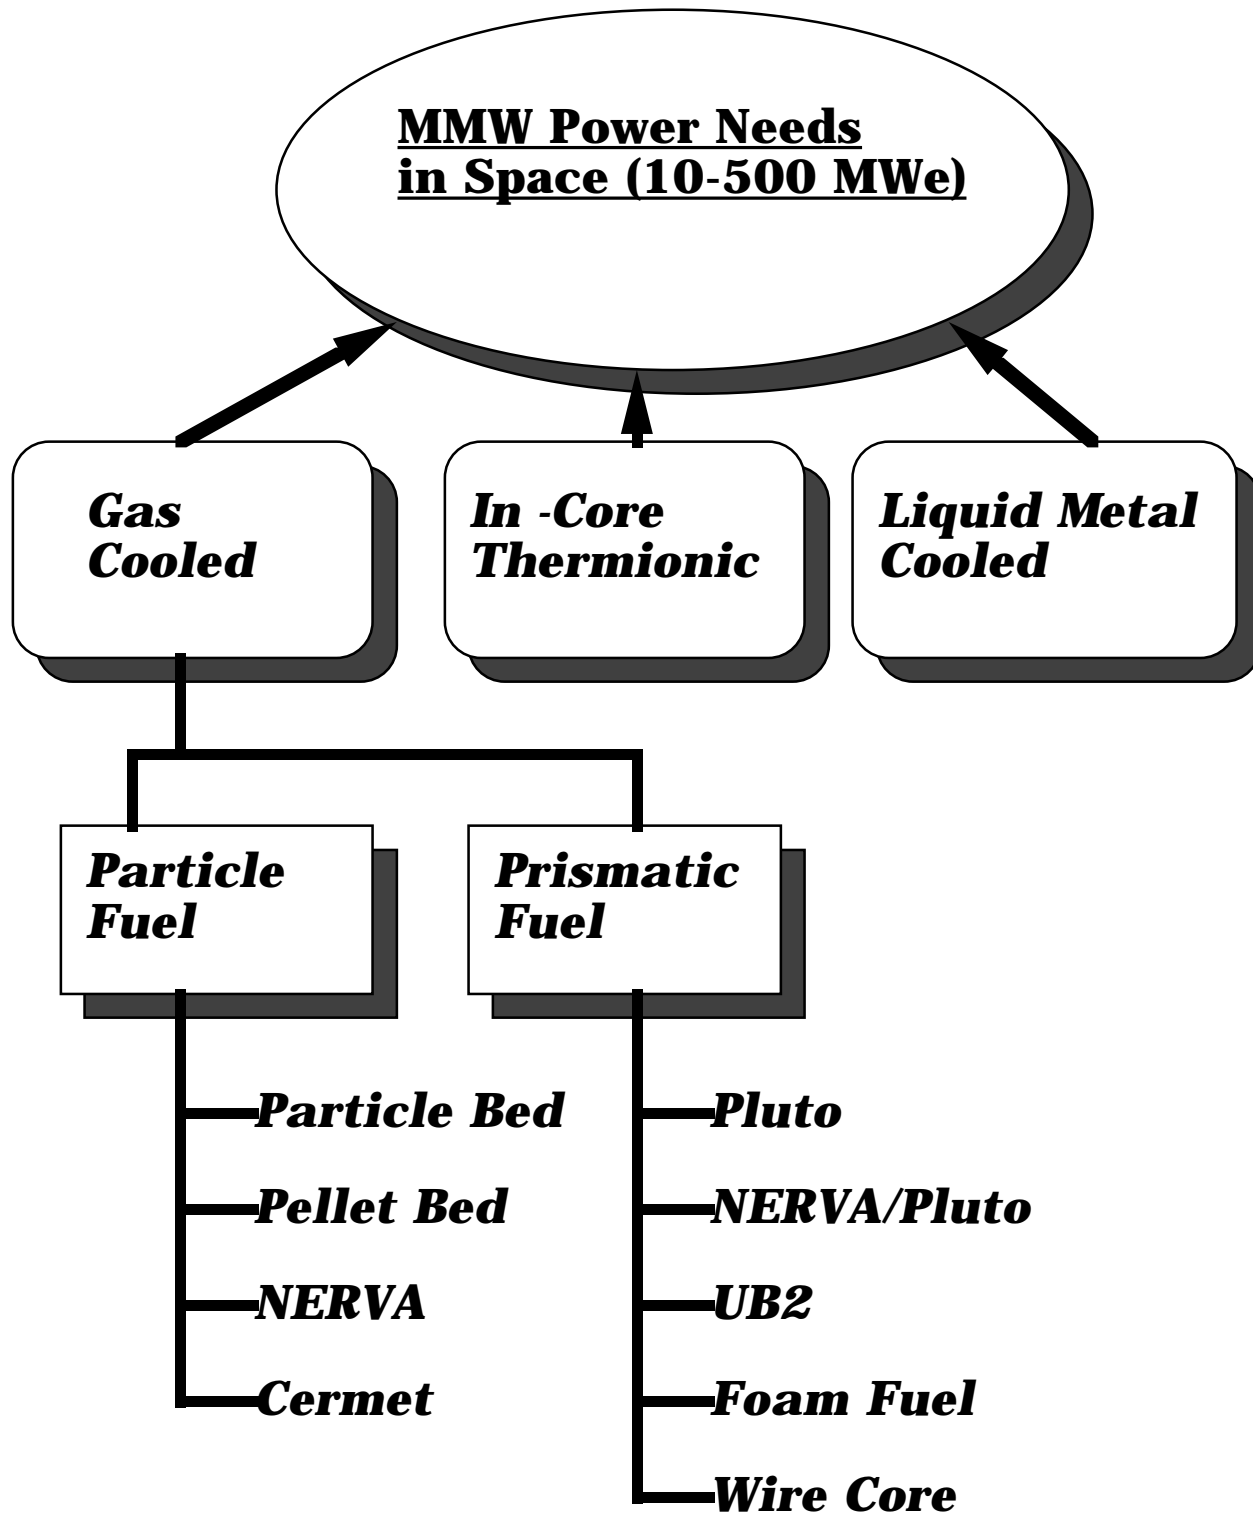 MMW Power Needs
in Space (10-500 MWe)
Gas
Cooled
In -Core
Thermionic
Liquid Metal
Cooled
Particle
Fuel
Prismatic
Fuel
Particle Bed
Pellet Bed
NERVA
Cermet
Pluto
NERVA/Pluto
UB2
Foam Fuel
Wire Core